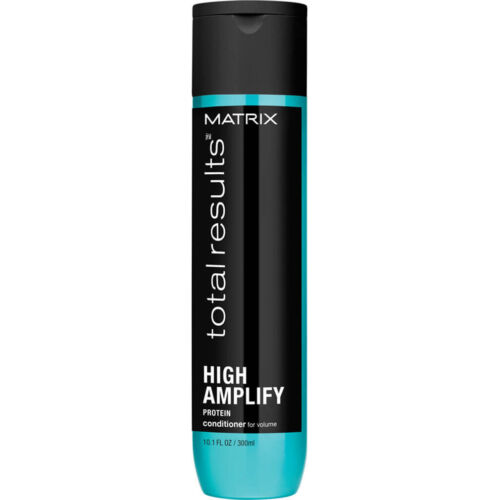 MATRIX
total results
HIGH
AMPLIFY
PROTEIN
conditioner for volume
10.1 FL OZ / 300ml